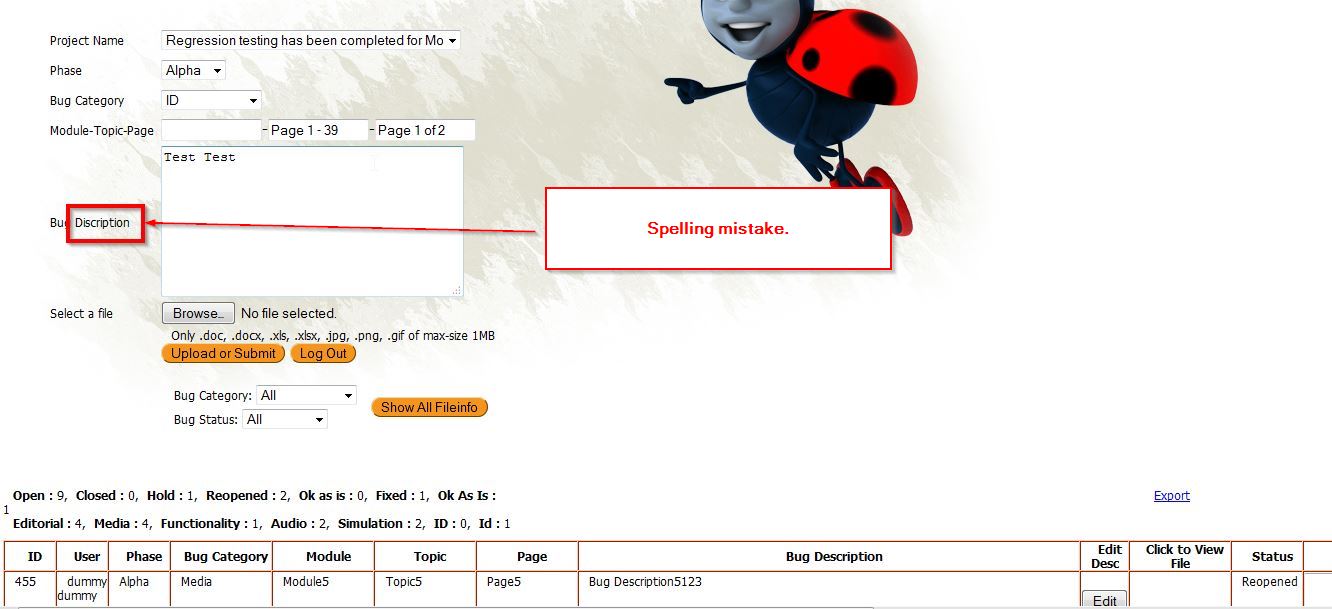 Project Name Regression testing has been completed for Mo
Phase Alpha
Bug Category ID
Module-Topic-Page - Page 1 - 39 - Page 1 of 2
Test Test
Bug Discription
Spelling mistake.
Select a file Browse... No file selected.
Only .doc, .docx, .xls, .xlsx, .jpg, .png, .gif of max-size 1MB
Upload or Submit Log Out
Bug Category: All
Show All Fileinfo
Bug Status: All
Open : 9, Closed : 0, Hold : 1, Reopened : 2, Ok as is : 0, Fixed : 1, Ok As Is :
1
Export
Editorial : 4, Media : 4, Functionality : 1, Audio : 2, Simulation : 2, ID : 0, Id : 1
ID User Phase Bug Category Module Topic Page Bug Description Edit Desc Click to View File Status
455 dummy dummy Alpha Media Module5 Topic5 Page5 Bug Description5123 Edit Reopened